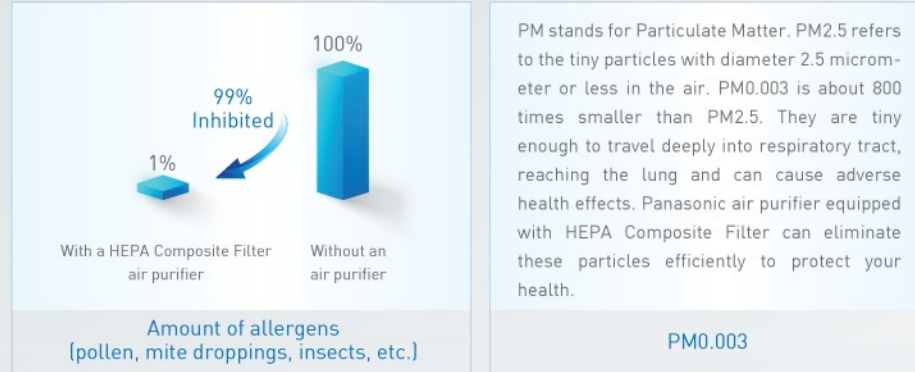 100%
99%
Inhibited
1%
With a HEPA Composite Filter
air purifier
Without an
air purifier
Amount of allergens
(pollen, mite droppings, insects, etc.)
PM stands for Particulate Matter. PM2.5 refers
to the tiny particles with diameter 2.5 microm-
eter or less in the air. PM0.003 is about 800
times smaller than PM2.5. They are tiny
enough to travel deeply into respiratory tract,
reaching the lung and can cause adverse
health effects. Panasonic air purifier equipped
with HEPA Composite Filter can eliminate
these particles efficiently to protect your
health.
PM0.003